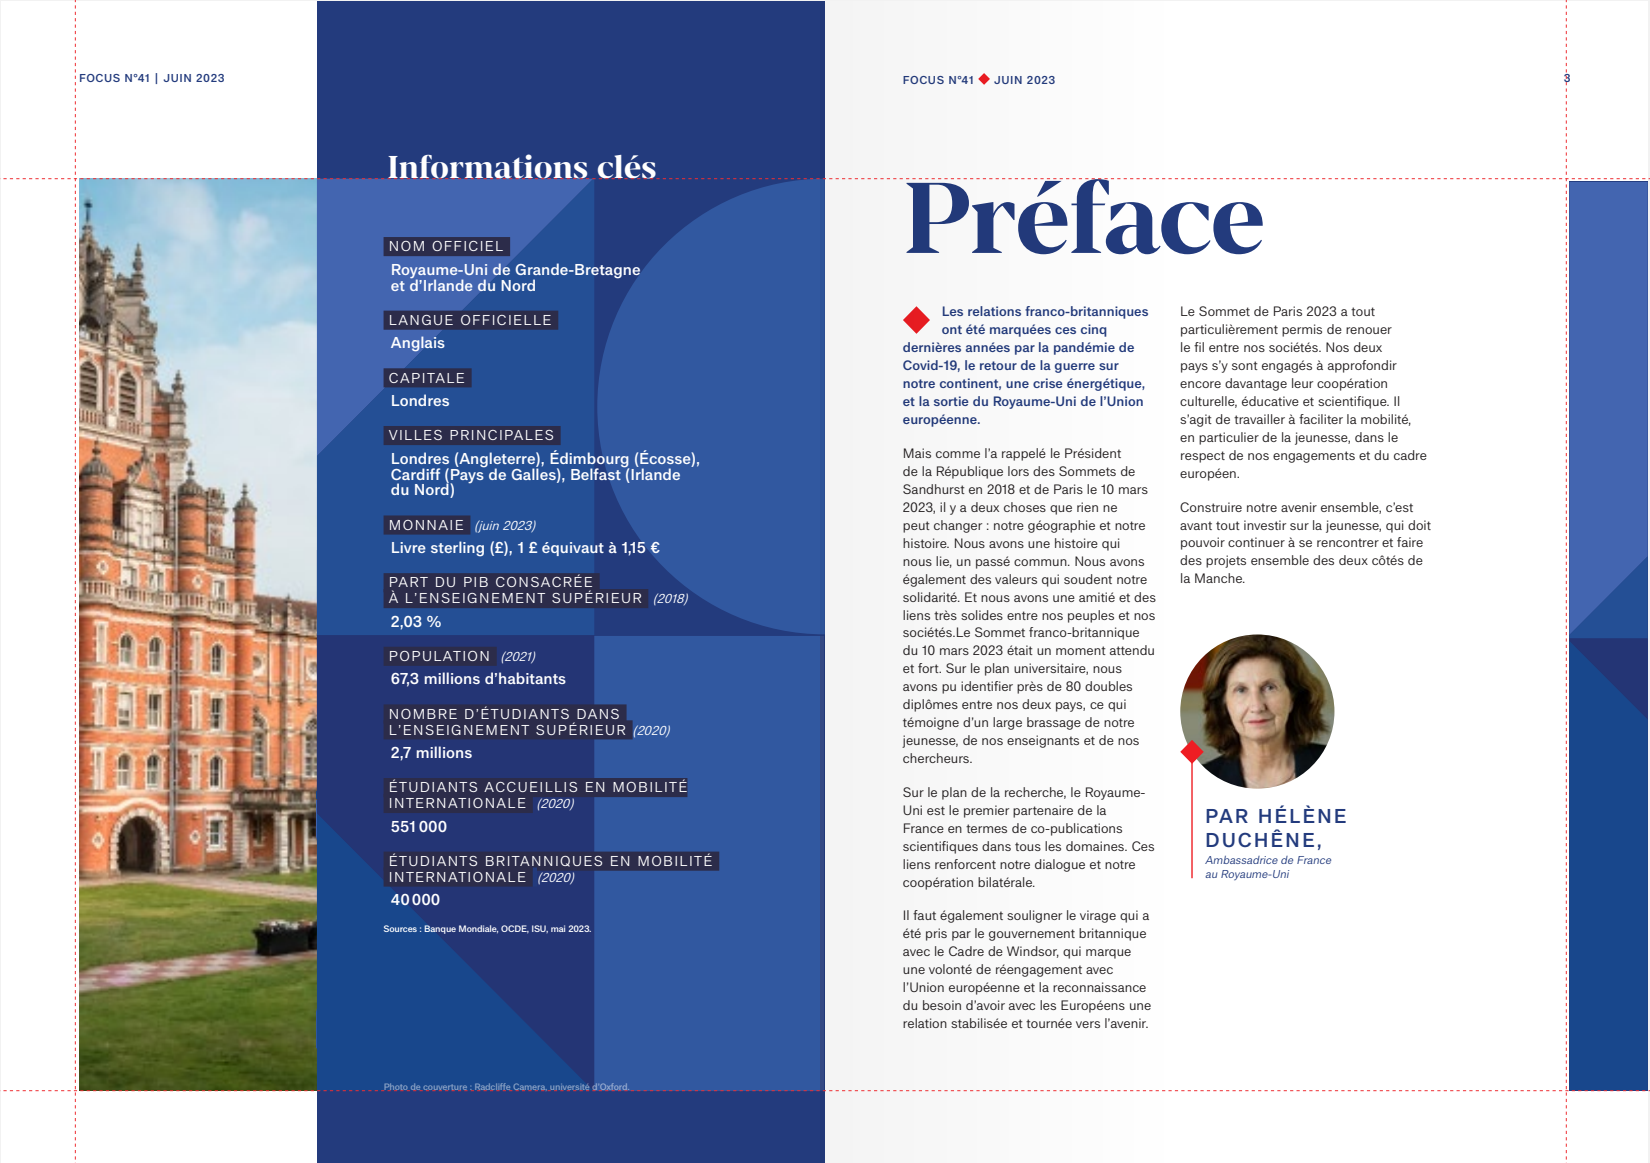 FOCUS N°41 | JUIN 2023
Informations clés
NOM OFFICIEL
Royaume-Uni de Grande-Bretagne
et d'Irlande du Nord
LANGUE OFFICIELLE
Anglais
CAPITALE
Londres
VILLES PRINCIPALES
Londres (Angleterre), Édimbourg (Écosse),
Cardiff (Pays de Galles), Belfast (Irlande
du Nord)
MONNAIE (juin 2023)
Livre sterling (£), 1 £ équivaut à 1,15 €
PART DU PIB CONSACRÉE
À L'ENSEIGNEMENT SUPÉRIEUR (2018)
2,03 %
POPULATION (2021)
67,3 millions d'habitants
NOMBRE D'ÉTUDIANTS DANS
L'ENSEIGNEMENT SUPÉRIEUR (2020)
2,7 millions
ÉTUDIANTS ACCUEILLIS EN MOBILITÉ
INTERNATIONALE (2020)
551 000
ÉTUDIANTS BRITANNIQUES EN MOBILITÉ
INTERNATIONALE (2020)
40 000
Sources : Banque Mondiale, OCDE, ISU, mai 2023.
Photo de couverture : Radcliffe Camera, université d'Oxford.
FOCUS N°41 ◆ JUIN 2023
3
Préface
Les relations franco-britanniques
ont été marquées ces cinq
dernières années par la pandémie de
Covid-19, le retour de la guerre sur
notre continent, une crise énergétique,
et la sortie du Royaume-Uni de l'Union
européenne.
Mais comme l'a rappelé le Président
de la République lors des Sommets de
Sandhurst en 2018 et de Paris le 10 mars
2023, il y a deux choses que rien ne
peut changer : notre géographie et notre
histoire. Nous avons une histoire qui
nous lie, un passé commun. Nous avons
également des valeurs qui soudent notre
solidarité. Et nous avons une amitié et des
liens très solides entre nos peuples et nos
sociétés.Le Sommet franco-britannique
du 10 mars 2023 était un moment attendu
et fort. Sur le plan universitaire, nous
avons pu identifier près de 80 doubles
diplômes entre nos deux pays, ce qui
témoigne d'un large brassage de notre
jeunesse, de nos enseignants et de nos
chercheurs.
Sur le plan de la recherche, le Royaume-
Uni est le premier partenaire de la
France en termes de co-publications
scientifiques dans tous les domaines. Ces
liens renforcent notre dialogue et notre
coopération bilatérale.
Il faut également souligner le virage qui a
été pris par le gouvernement britannique
avec le Cadre de Windsor, qui marque
une volonté de réengagement avec
l'Union européenne et la reconnaissance
du besoin d'avoir avec les Européens une
relation stabilisée et tournée vers l'avenir.
Le Sommet de Paris 2023 a tout
particulièrement permis de renouer
le fil entre nos sociétés. Nos deux
pays s'y sont engagés à approfondir
encore davantage leur coopération
culturelle, éducative et scientifique. Il
s'agit de travailler à faciliter la mobilité,
en particulier de la jeunesse, dans le
respect de nos engagements et du cadre
européen.
Construire notre avenir ensemble, c'est
avant tout investir sur la jeunesse, qui doit
pouvoir continuer à se rencontrer et faire
des projets ensemble des deux côtés de
la Manche.
PAR HÉLÈNE
DUCHÊNE,
Ambassadrice de France
au Royaume-Uni